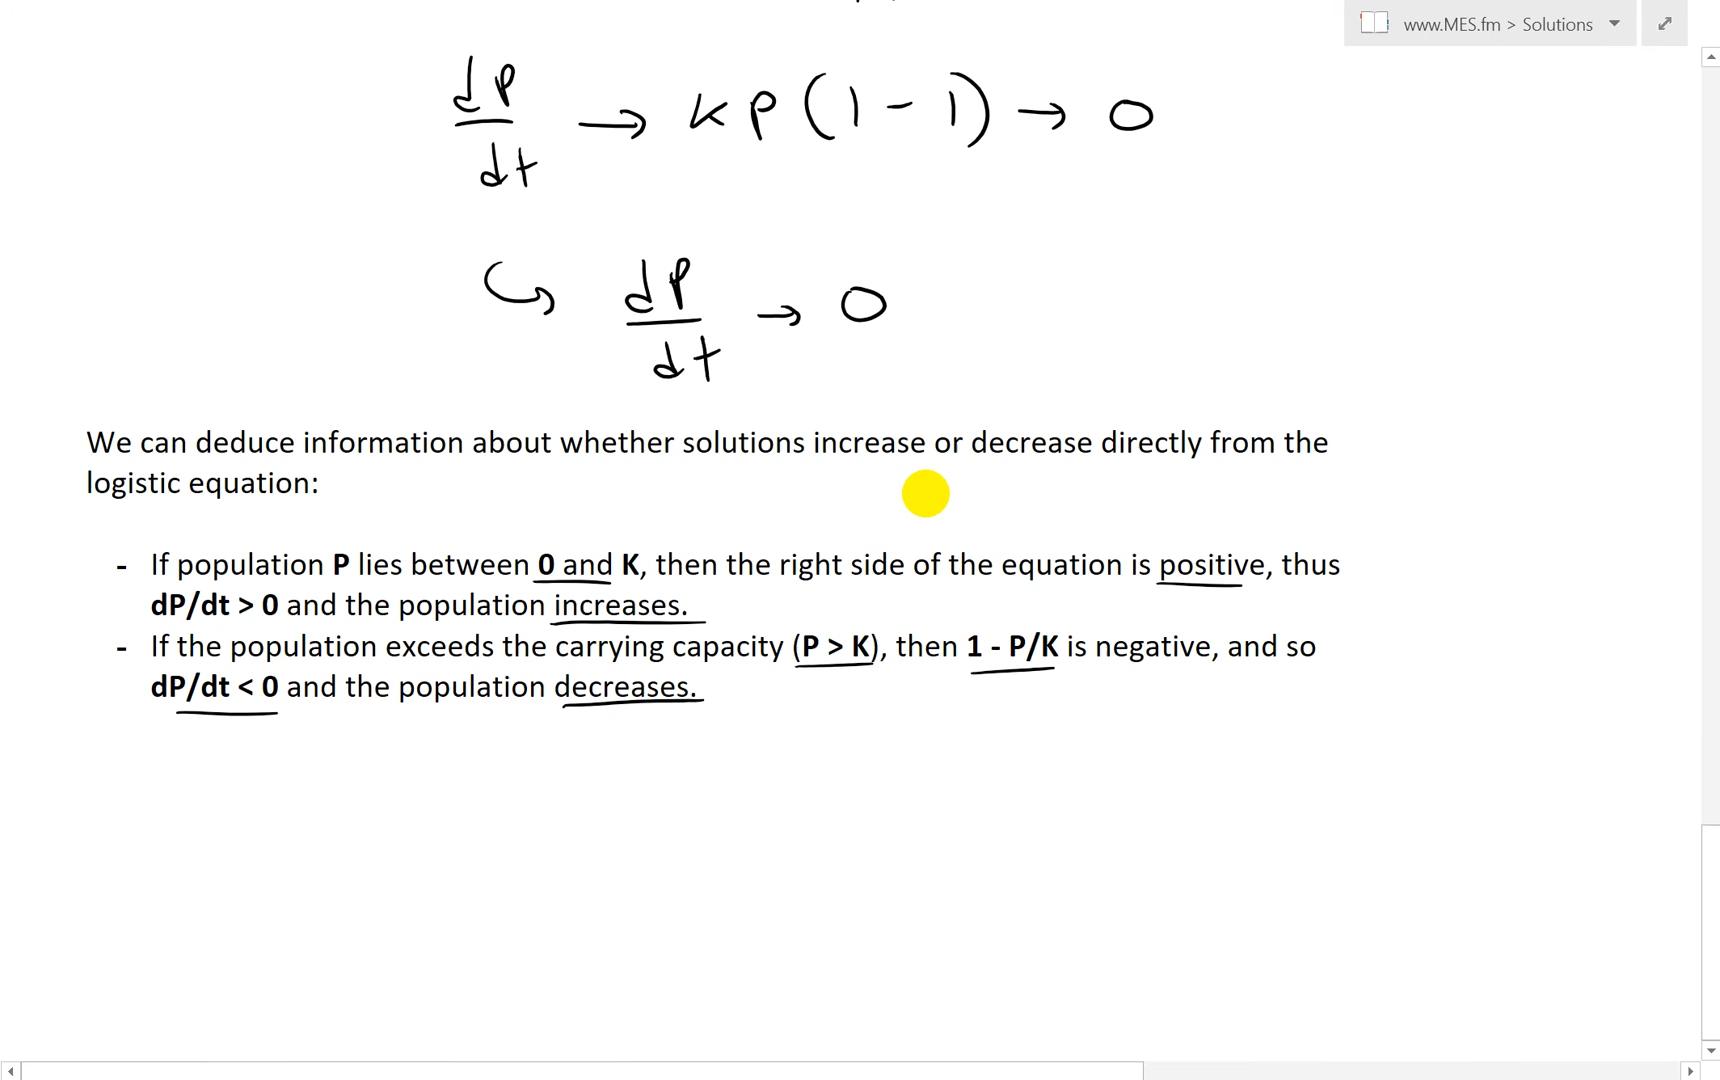 www.MES.fm > Solutions
dP/dt → kP(1 - 1) → 0
↪ dP/dt → 0
We can deduce information about whether solutions increase or decrease directly from the
logistic equation:
- If population P lies between 0 and K, then the right side of the equation is positive, thus
dP/dt > 0 and the population increases.
- If the population exceeds the carrying capacity (P > K), then 1 - P/K is negative, and so
dP/dt < 0 and the population decreases.